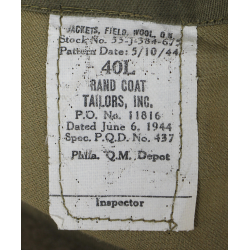 JACKETS, FIELD, WOOL, O.D.
Stock No. 55-J-384-675
Pattern Date: 5/10/44
40L
RAND COAT
TAILORS, INC.
P.O. No. 11816
Dated June 6, 1944
Spec. P.Q.D. No. 437
Phila. Q.M. Depot
Inspector